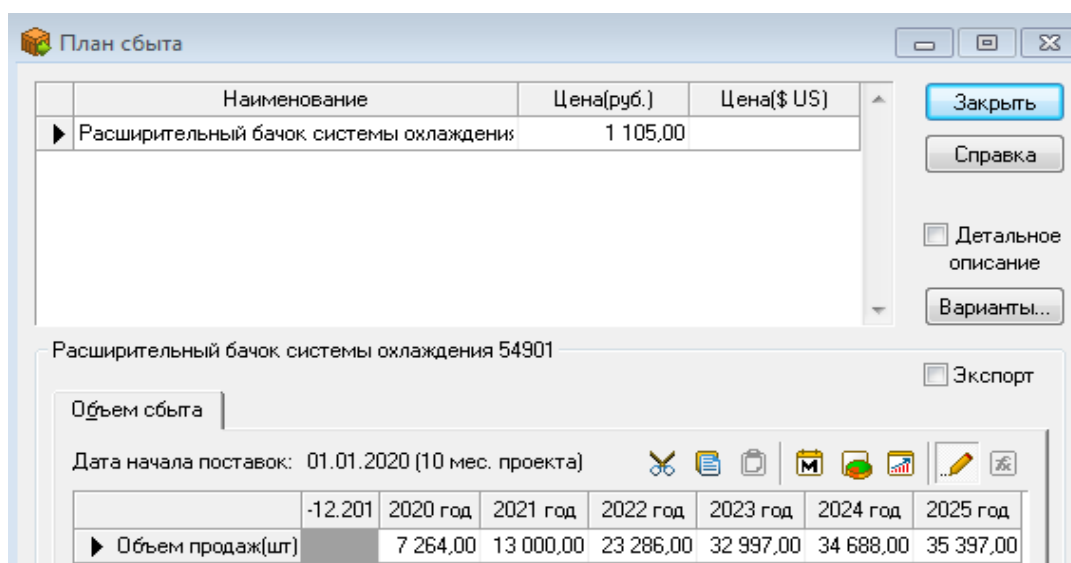 План сбыта
Наименование Цена(руб.) Цена($ US)
Расширительный бачок системы охлаждения 1 105,00
Закрыть
Справка
Детальное
описание
Варианты...
Расширительный бачок системы охлаждения 54901
Экспорт
Объем сбыта
Дата начала поставок: 01.01.2020 (10 мес. проекта)
-12.201 2020 год 2021 год 2022 год 2023 год 2024 год 2025 год
Объем продаж(шт) 7 264,00 13 000,00 23 286,00 32 997,00 34 688,00 35 397,00